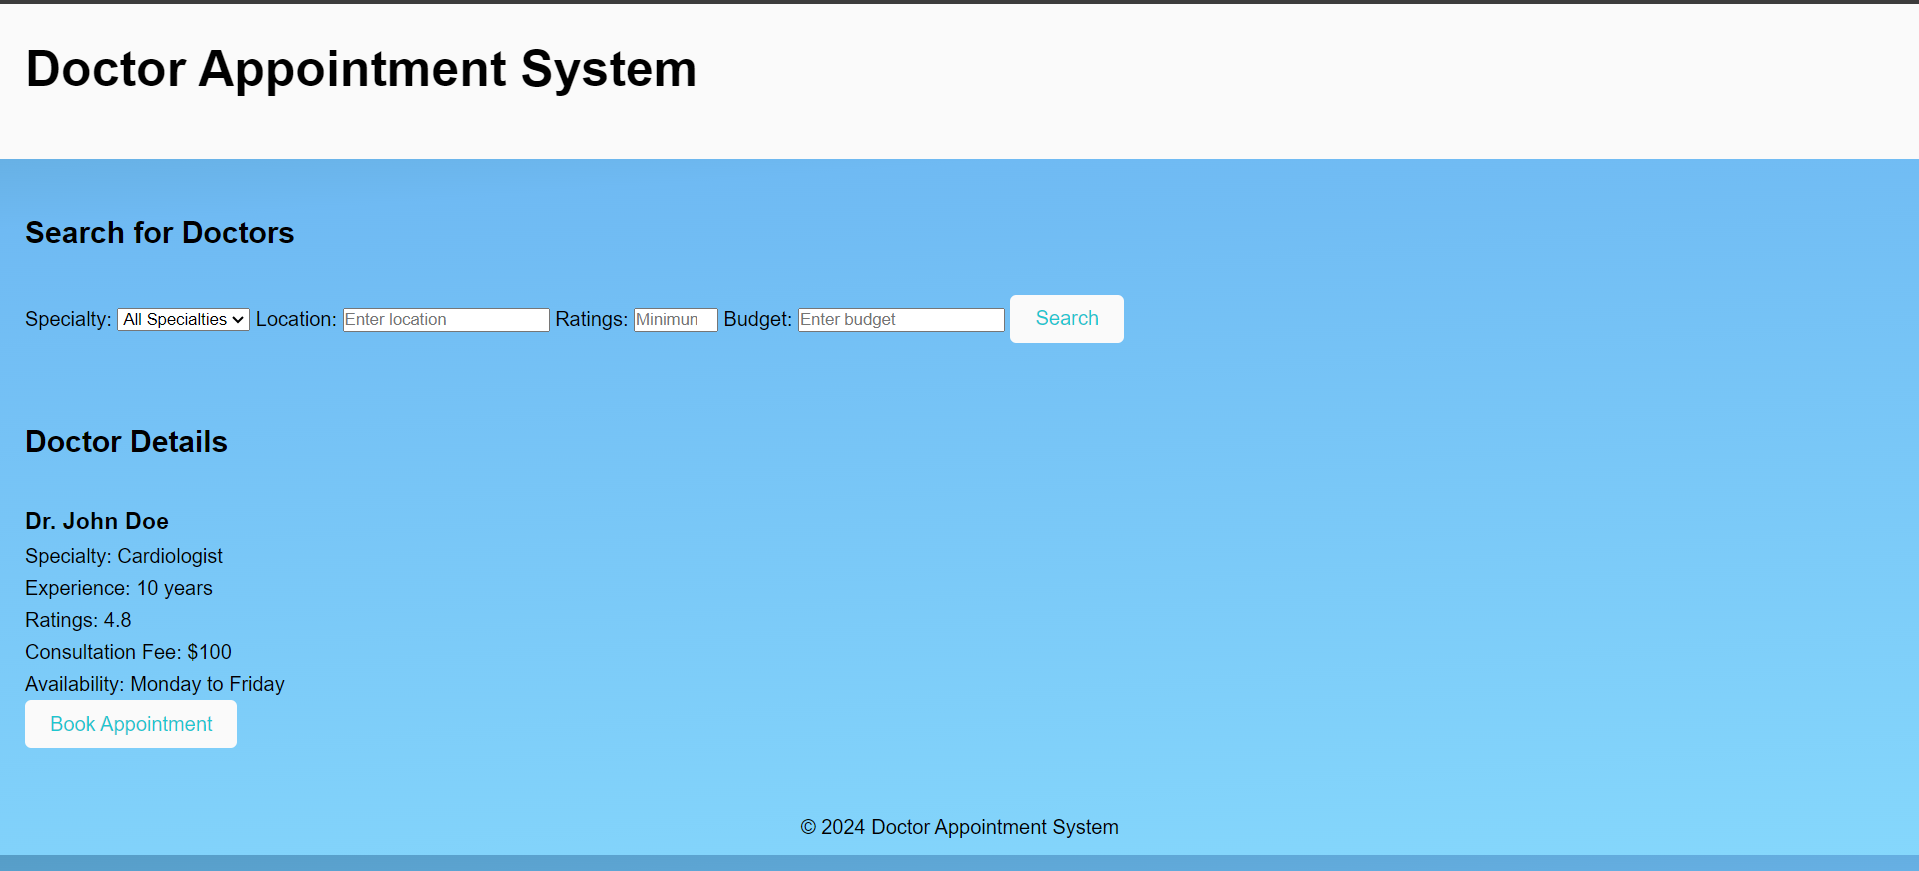 Doctor Appointment System
Search for Doctors
Specialty: All Specialties Location: Enter location Ratings: Minimun Budget: Enter budget Search
Doctor Details
Dr. John Doe
Specialty: Cardiologist
Experience: 10 years
Ratings: 4.8
Consultation Fee: $100
Availability: Monday to Friday
Book Appointment
© 2024 Doctor Appointment System